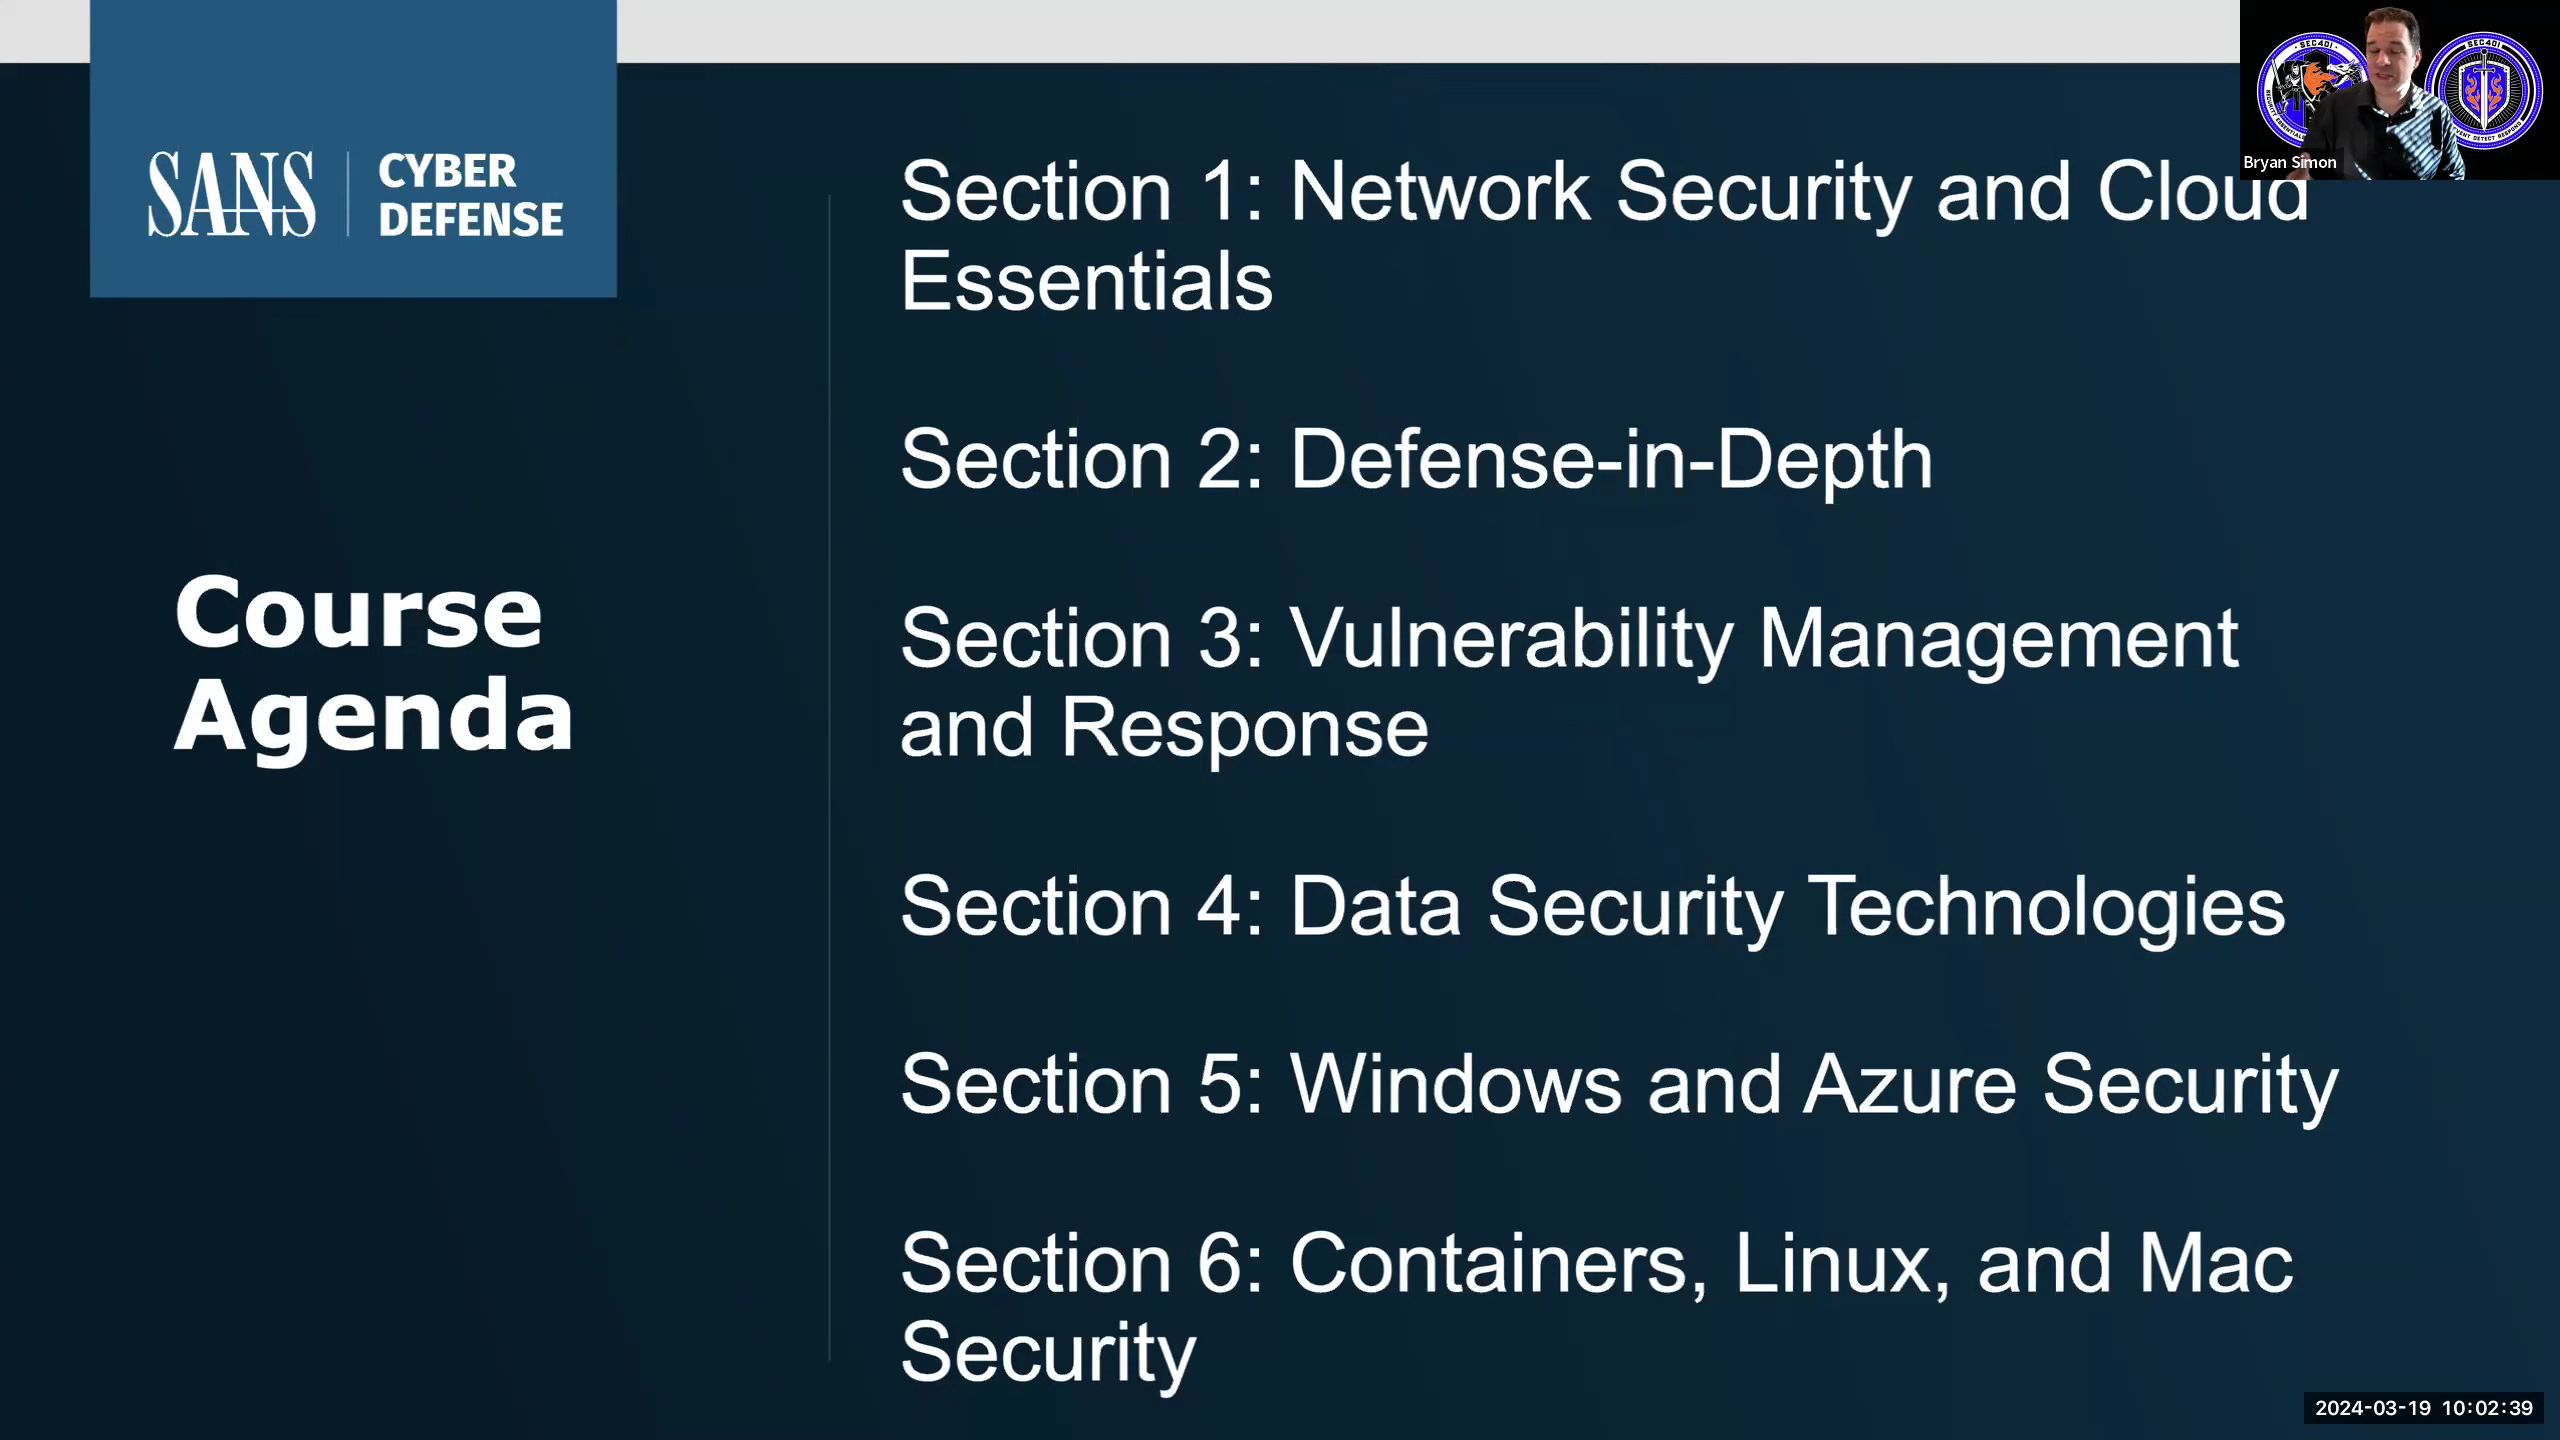 SANS
CYBER
DEFENSE
Course
Agenda
Section 1: Network Security and Cloud
Essentials
Section 2: Defense-in-Depth
Section 3: Vulnerability Management
and Response
Section 4: Data Security Technologies
Section 5: Windows and Azure Security
Section 6: Containers, Linux, and Mac
Security
SEC401
SEC401
Bryan Simon
2024-03-19 10:02:39